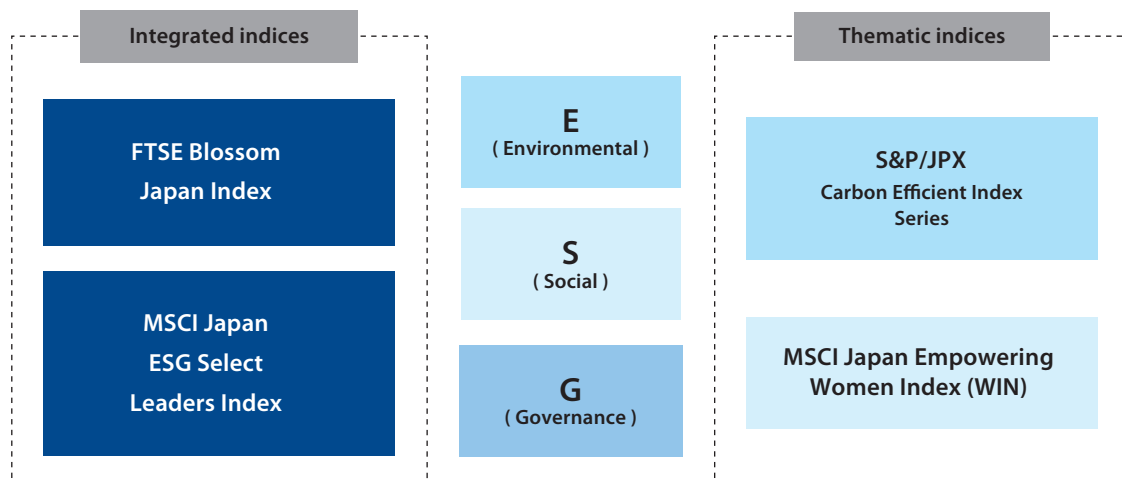 Integrated indices
FTSE Blossom
Japan Index
MSCI Japan
ESG Select
Leaders Index
E
( Environmental )
S
( Social )
G
( Governance )
Thematic indices
S&P/JPX
Carbon Efficient Index
Series
MSCI Japan Empowering
Women Index (WIN)